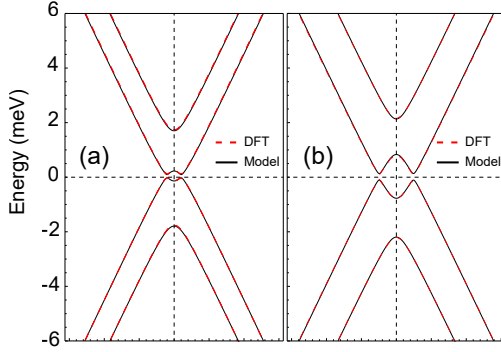 6
4
2
0
-2
-4
-6
Energy (meV)
(a)
DFT
Model
(b)
DFT
Model